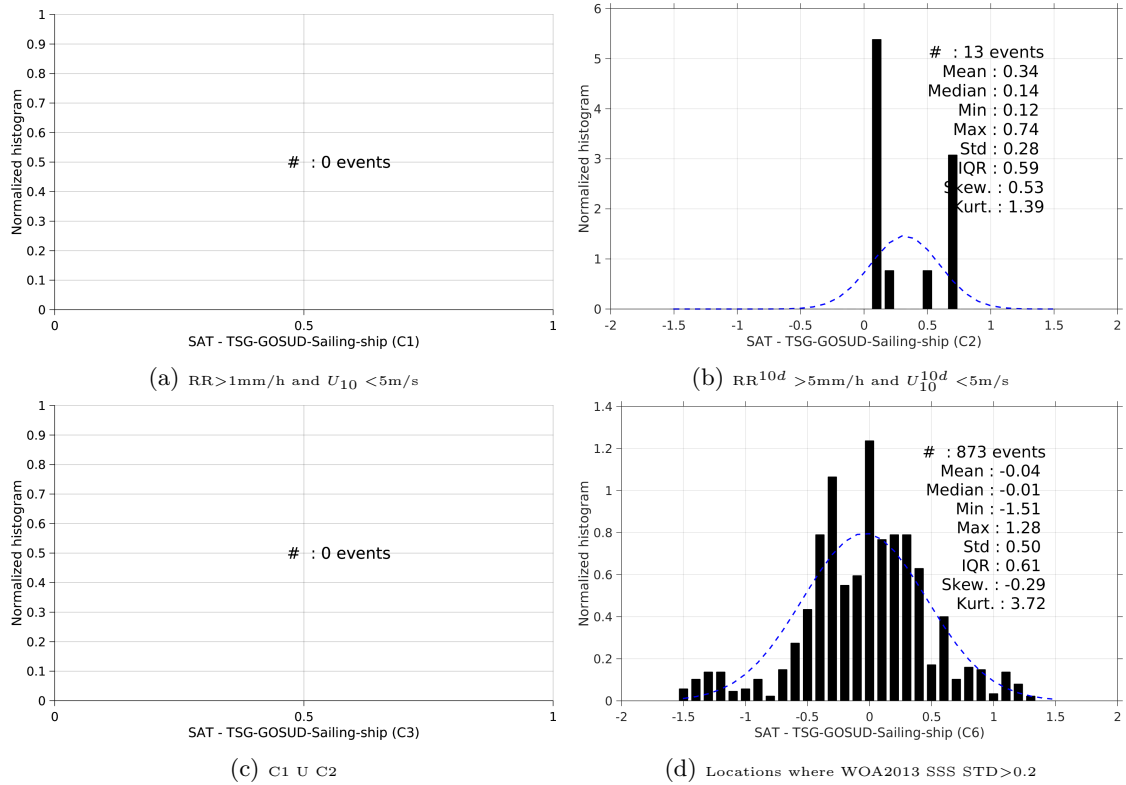 1
0.9
0.8
0.7
0.6
0.5
0.4
0.3
0.2
0.1
0
Normalized histogram
# : 0 events
0 0.5 1
SAT - TSG-GOSUD-Sailing-ship (C1)
(a) RR>1mm/h and U10 <5m/s
6
5
4
3
2
1
0
Normalized histogram
# : 13 events
Mean : 0.34
Median : 0.14
Min : 0.12
Max : 0.74
Std : 0.28
IQR : 0.59
Skew. : 0.53
Kurt. : 1.39
-2 -1.5 -1 -0.5 0 0.5 1 1.5 2
SAT - TSG-GOSUD-Sailing-ship (C2)
(b) RR10d >5mm/h and U10d10 <5m/s
1
0.9
0.8
0.7
0.6
0.5
0.4
0.3
0.2
0.1
0
Normalized histogram
# : 0 events
0 0.5 1
SAT - TSG-GOSUD-Sailing-ship (C3)
(c) C1 U C2
1.4
1.2
1
0.8
0.6
0.4
0.2
0
Normalized histogram
# : 873 events
Mean : -0.04
Median : -0.01
Min : -1.51
Max : 1.28
Std : 0.50
IQR : 0.61
Skew. : -0.29
Kurt. : 3.72
-2 -1.5 -1 -0.5 0 0.5 1 1.5 2
SAT - TSG-GOSUD-Sailing-ship (C6)
(d) Locations where WOA2013 SSS STD>0.2